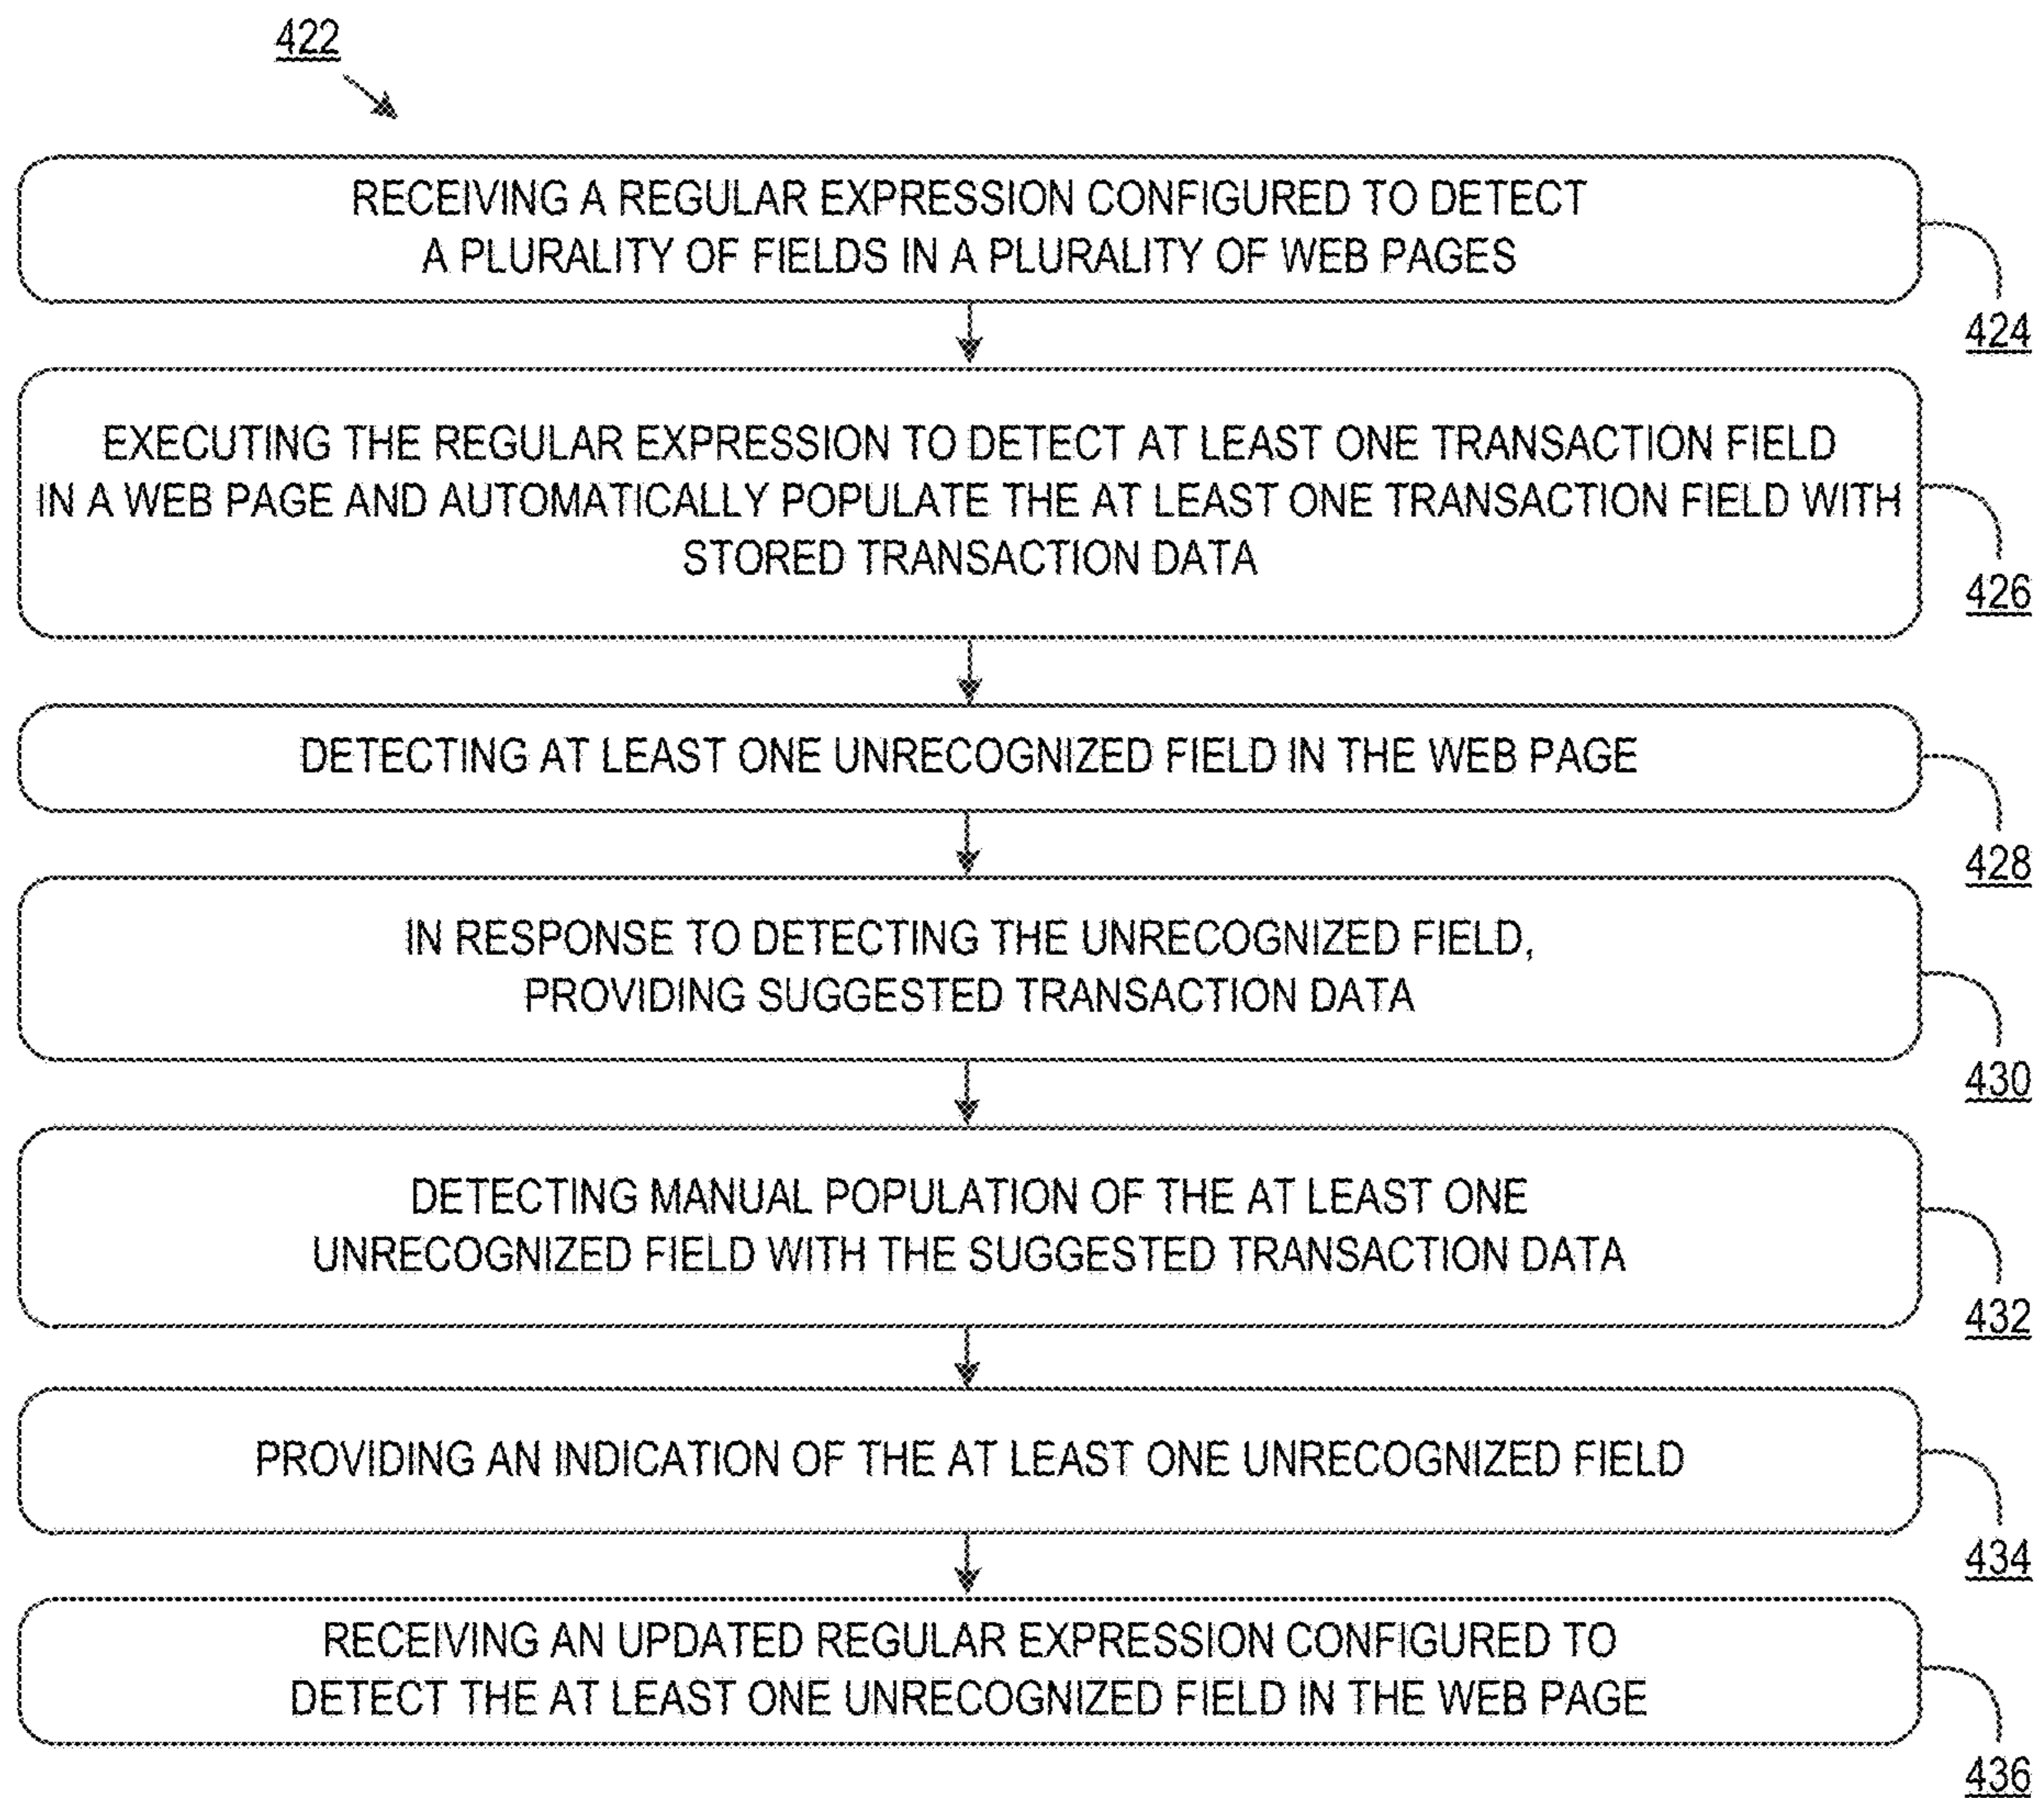 422
RECEIVING A REGULAR EXPRESSION CONFIGURED TO DETECT
A PLURALITY OF FIELDS IN A PLURALITY OF WEB PAGES
424
EXECUTING THE REGULAR EXPRESSION TO DETECT AT LEAST ONE TRANSACTION FIELD
IN A WEB PAGE AND AUTOMATICALLY POPULATE THE AT LEAST ONE TRANSACTION FIELD WITH
STORED TRANSACTION DATA
426
DETECTING AT LEAST ONE UNRECOGNIZED FIELD IN THE WEB PAGE
428
IN RESPONSE TO DETECTING THE UNRECOGNIZED FIELD,
PROVIDING SUGGESTED TRANSACTION DATA
430
DETECTING MANUAL POPULATION OF THE AT LEAST ONE
UNRECOGNIZED FIELD WITH THE SUGGESTED TRANSACTION DATA
432
PROVIDING AN INDICATION OF THE AT LEAST ONE UNRECOGNIZED FIELD
434
RECEIVING AN UPDATED REGULAR EXPRESSION CONFIGURED TO
DETECT THE AT LEAST ONE UNRECOGNIZED FIELD IN THE WEB PAGE
436